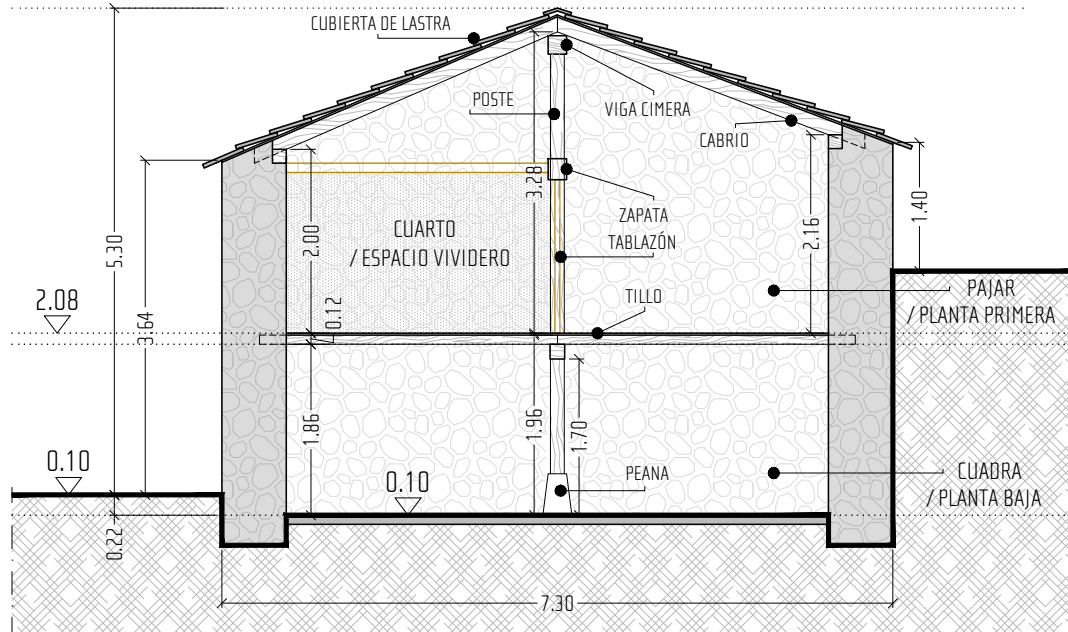 CUBIERTA DE LASTRA
POSTE
VIGA CIMERA
CABRIO
3.28
ZAPATA
TABLAZÓN
CUARTO
/ ESPACIO VIVIDERO
2.00
2.16
1.40
5.30
3.64
2.08
0.12
TILLO
PAJAR
/ PLANTA PRIMERA
1.86
1.96
1.70
0.10
0.10
PEANA
CUADRA
/ PLANTA BAJA
0.22
7.30